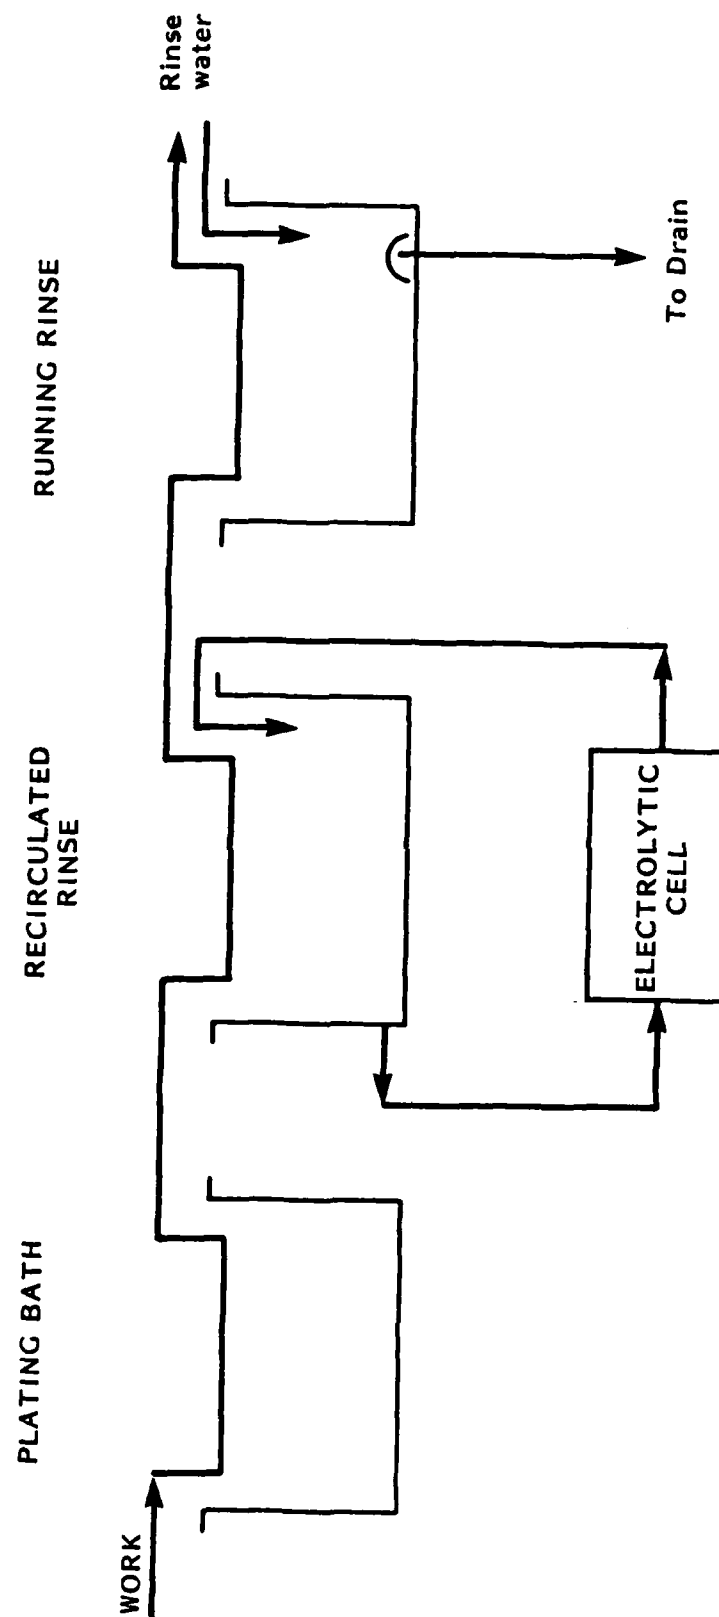 PLATING BATH
RECIRCULATED
RINSE
RUNNING RINSE
WORK
Rinse
water
ELECTROLYTIC
CELL
To Drain